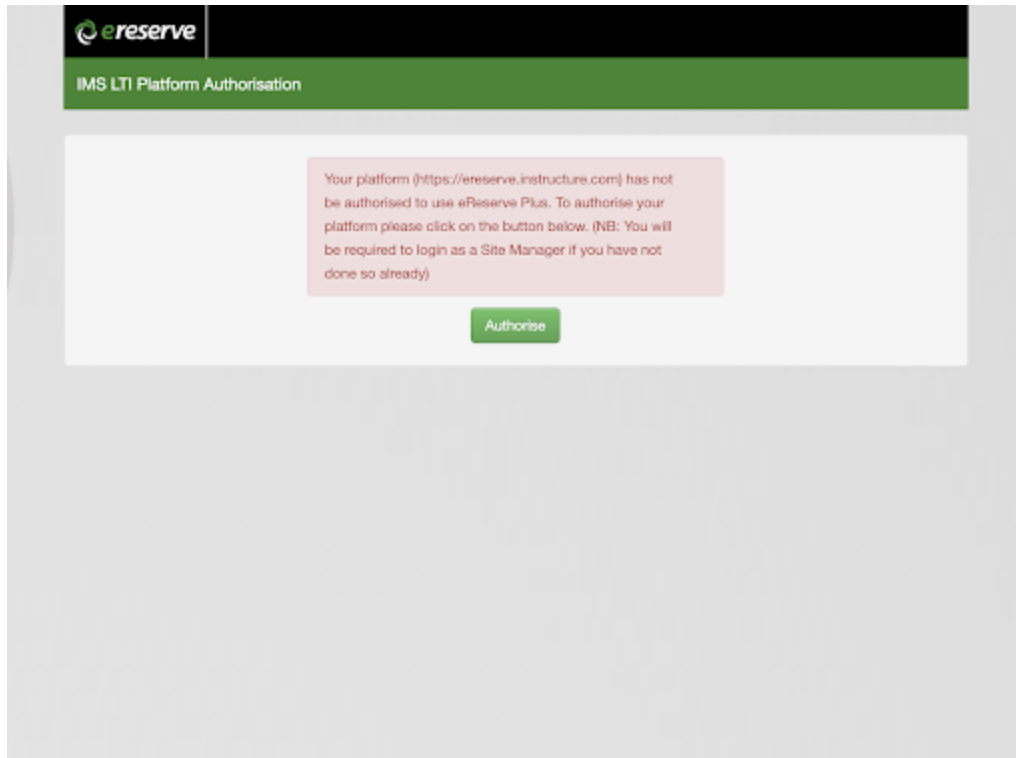 ereserve
IMS LTI Platform Authorisation
Your platform (https://ereserve.instructure.com) has not
be authorised to use eReserve Plus. To authorise your
platform please click on the button below. (NB: You will
be required to login as a Site Manager if you have not
done so already)
Authorise